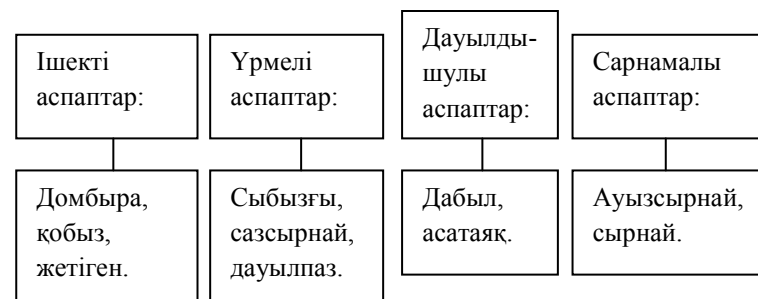 Ішекті
аспаптар:
Үрмелі
аспаптар:
Дауылды-
шулы
аспаптар:
Сарнамалы
аспаптар:
Домбыра,
қобыз,
жетіген.
Сыбызғы,
сазсырнай,
дауылпаз.
Дабыл,
асатаяқ.
Ауызсырнай,
сырнай.